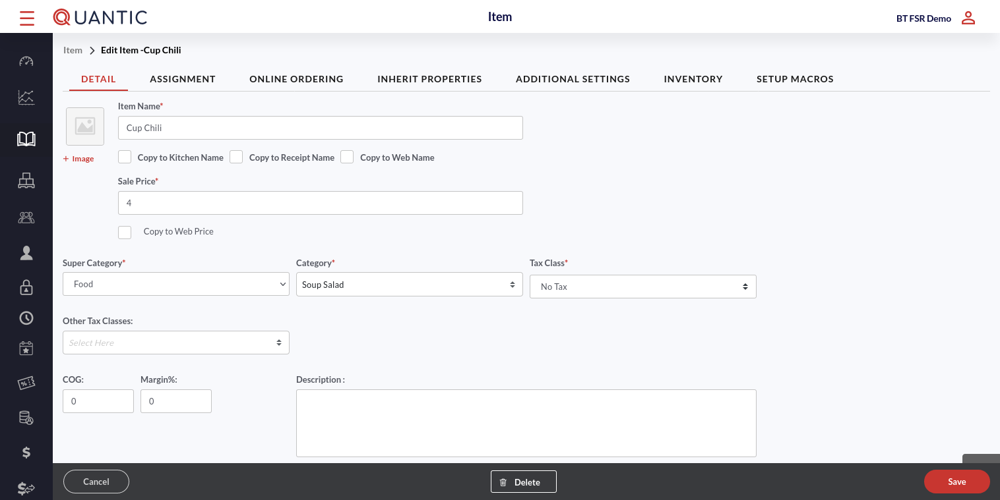 QUANTIC
Item
BT FSR Demo
Item > Edit Item -Cup Chili
DETAIL ASSIGNMENT ONLINE ORDERING INHERIT PROPERTIES ADDITIONAL SETTINGS INVENTORY SETUP MACROS
Item Name*
Cup Chili
+ Image
Copy to Kitchen Name Copy to Receipt Name Copy to Web Name
Sale Price*
4
Copy to Web Price
Super Category* Category* Tax Class*
Food Soup Salad No Tax
Other Tax Classes:
Select Here
COG: Margin%: Description :
0 0
Cancel Delete Save